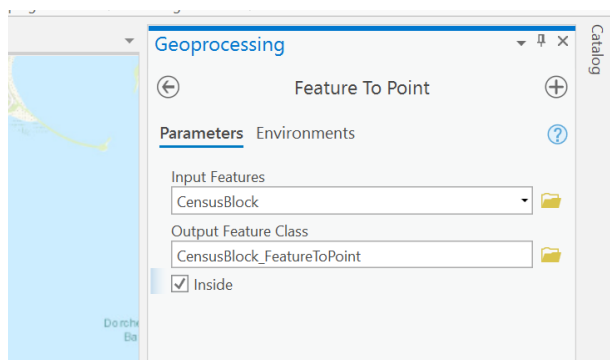 Geoprocessing
Catalog
Feature To Point
Parameters Environments
Input Features
CensusBlock
Output Feature Class
CensusBlock_FeatureToPoint
Inside